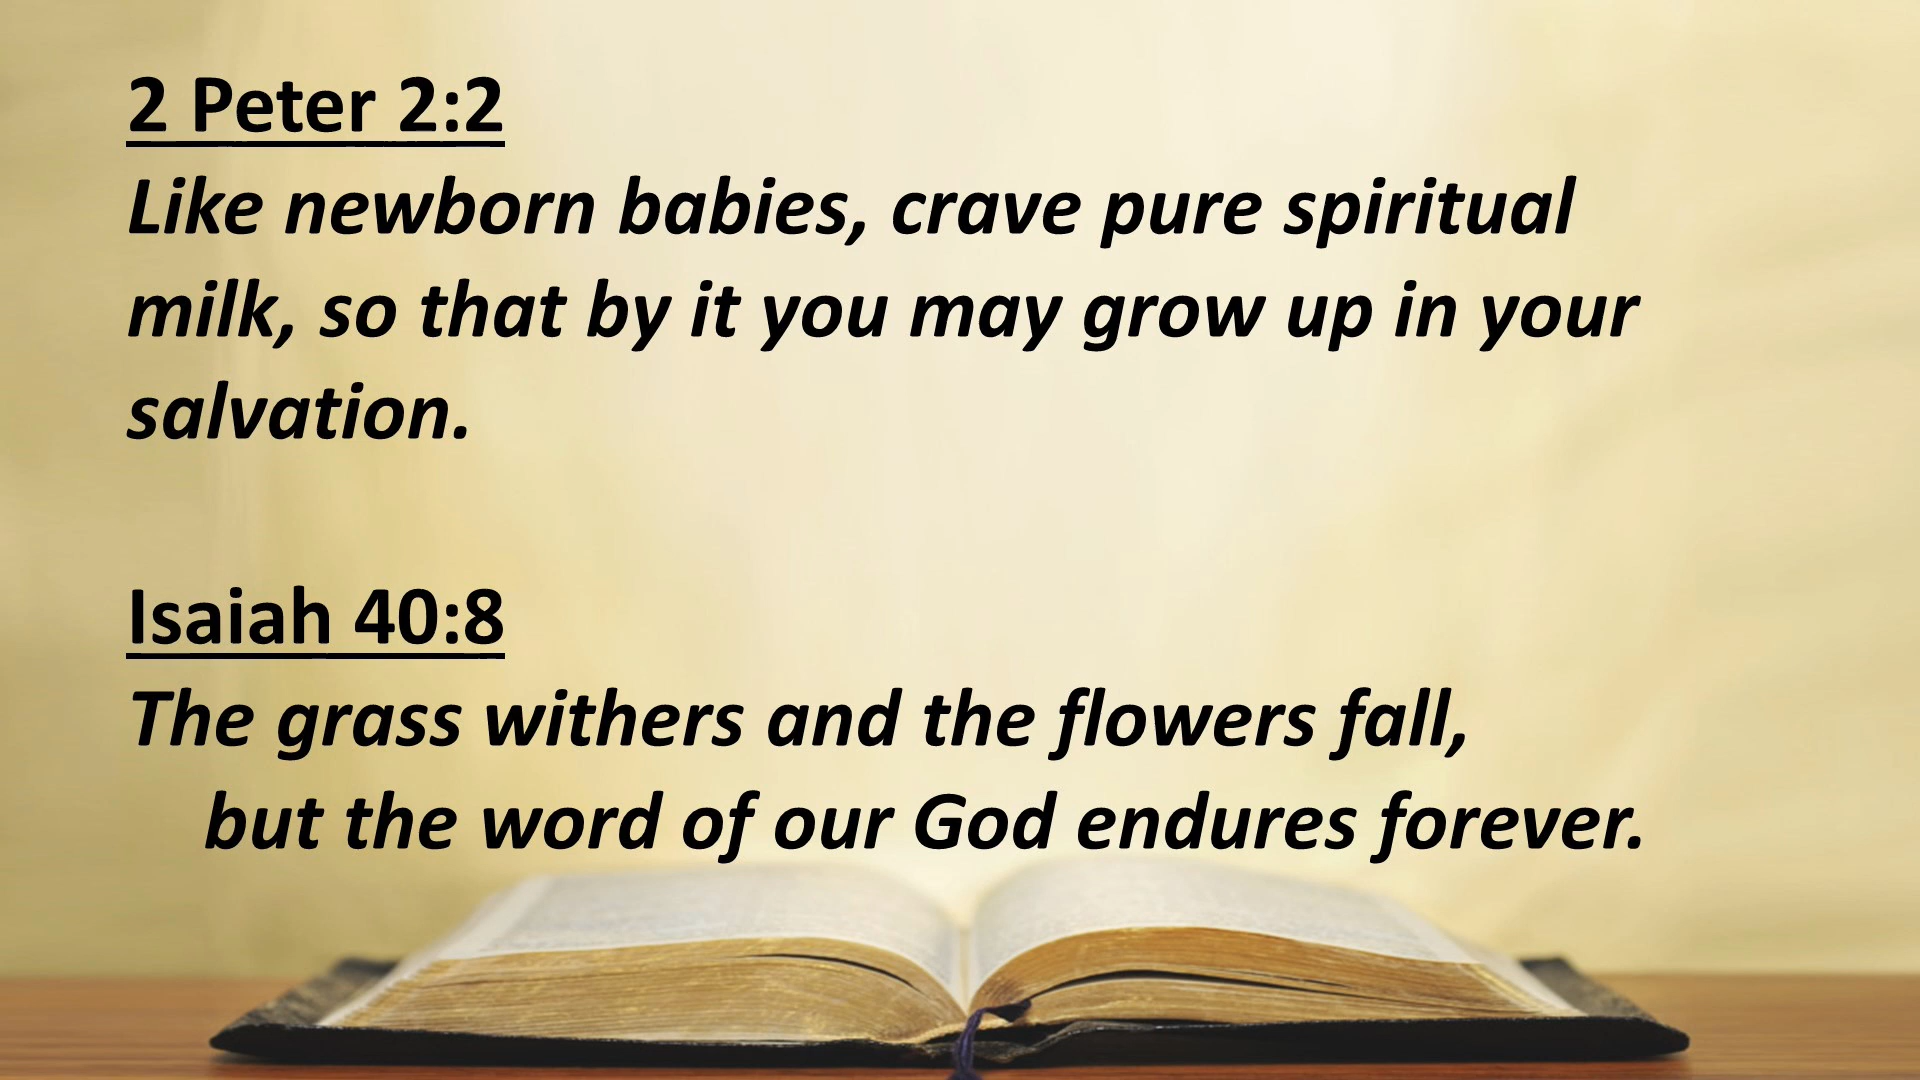 2 Peter 2:2
Like newborn babies, crave pure spiritual
milk, so that by it you may grow up in your
salvation.
Isaiah 40:8
The grass withers and the flowers fall,
but the word of our God endures forever.